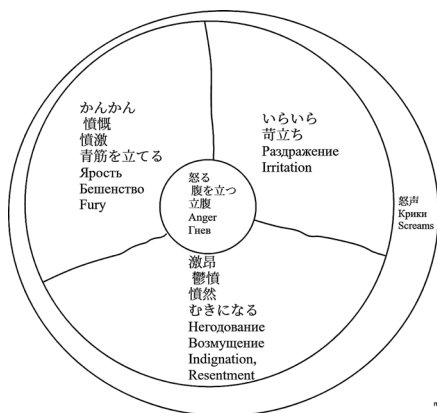 かんかん
憤慨
憤激
青筋を立てる
Ярость
Бешенство
Fury
いらいら
苛立ち
Раздражение
Irritation
怒る
腹を立つ
立腹
Anger
Гнев
怒声
Крики
Screams
激昂
鬱憤
憤然
むきになる
Негодование
Возмущение
Indignation,
Resentment